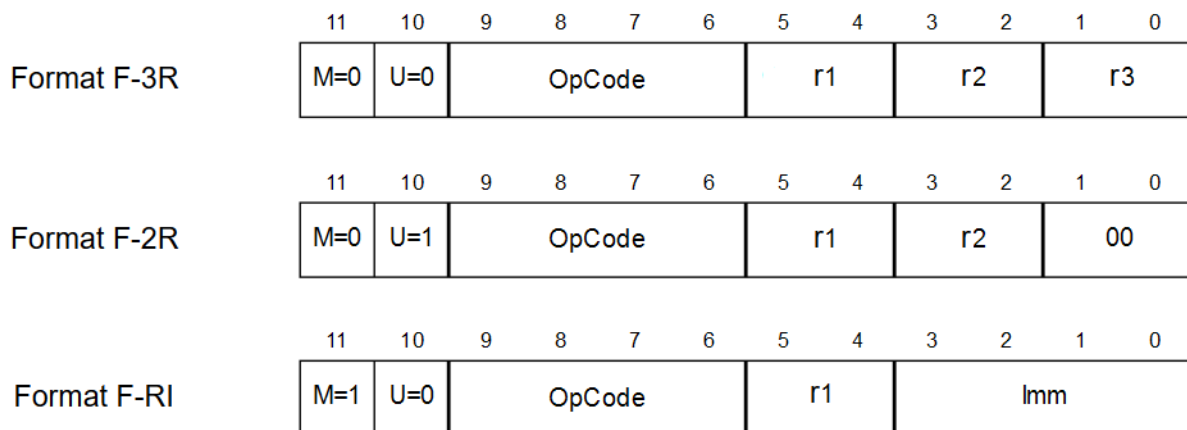 11 10 9 8 7 6 5 4 3 2 1 0
Format F-3R M=0 U=0 OpCode r1 r2 r3
11 10 9 8 7 6 5 4 3 2 1 0
Format F-2R M=0 U=1 OpCode r1 r2 00
11 10 9 8 7 6 5 4 3 2 1 0
Format F-RI M=1 U=0 OpCode r1 Imm